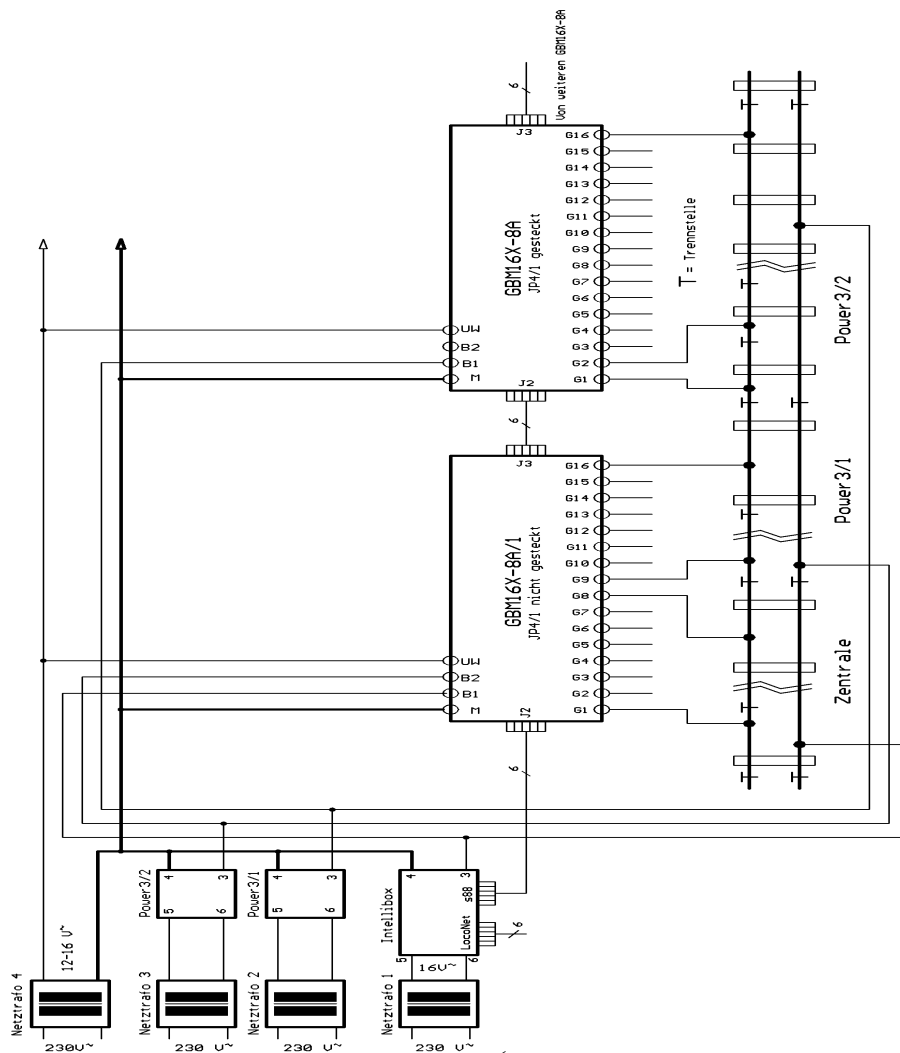 Von weiteren GBM16X-8A
6
J3
G16
G15
G14
G13
G12
G11
G10
G9
G8
G7
G6
G5
G4
G3
G2
G1
GBM16X-8A
JP4/1 gesteckt
UW
B2
B1
M
J2
T = Trennstelle
Power3/2
6
J3
G16
G15
G14
G13
G12
G11
G10
G9
G8
G7
G6
G5
G4
G3
G2
G1
GBM16X-8A/1
JP4/1 nicht gesteckt
UW
B2
B1
M
J2
Power3/1
Zentrale
6
Power3/2
4
3
5
6
Power3/1
4
3
5
6
Intellibox
4
3
s88
LocoNet
6
5
6
12-16 V~
16V~
Netztrafo 4
Netztrafo 3
Netztrafo 2
Netztrafo 1
230V~
230 V~
230 V~
230 V~